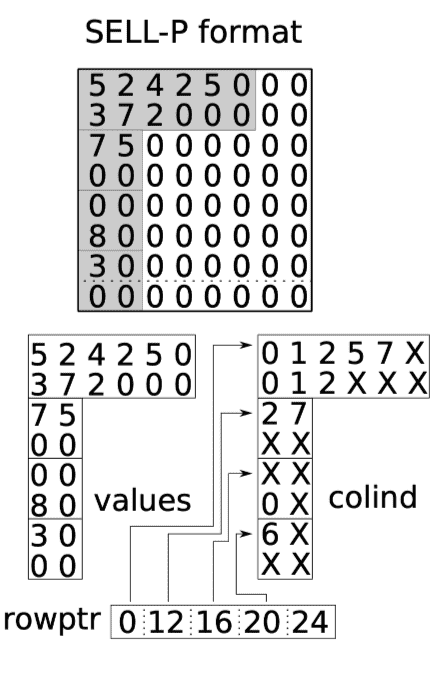 SELL-P format
5 2 4 2 5 0 0 0
3 7 2 0 0 0 0 0
7 5 0 0 0 0 0 0
0 0 0 0 0 0 0 0
0 0 0 0 0 0 0 0
8 0 0 0 0 0 0 0
3 0 0 0 0 0 0 0
0 0 0 0 0 0 0 0
5 2 4 2 5 0
3 7 2 0 0 0
7 5
0 0
0 0
8 0
3 0
0 0
values
0 1 2 5 7 X
0 1 2 X X X
2 7
X X
X X
0 X
6 X
X X
colind
rowptr 0 12 16 20 24